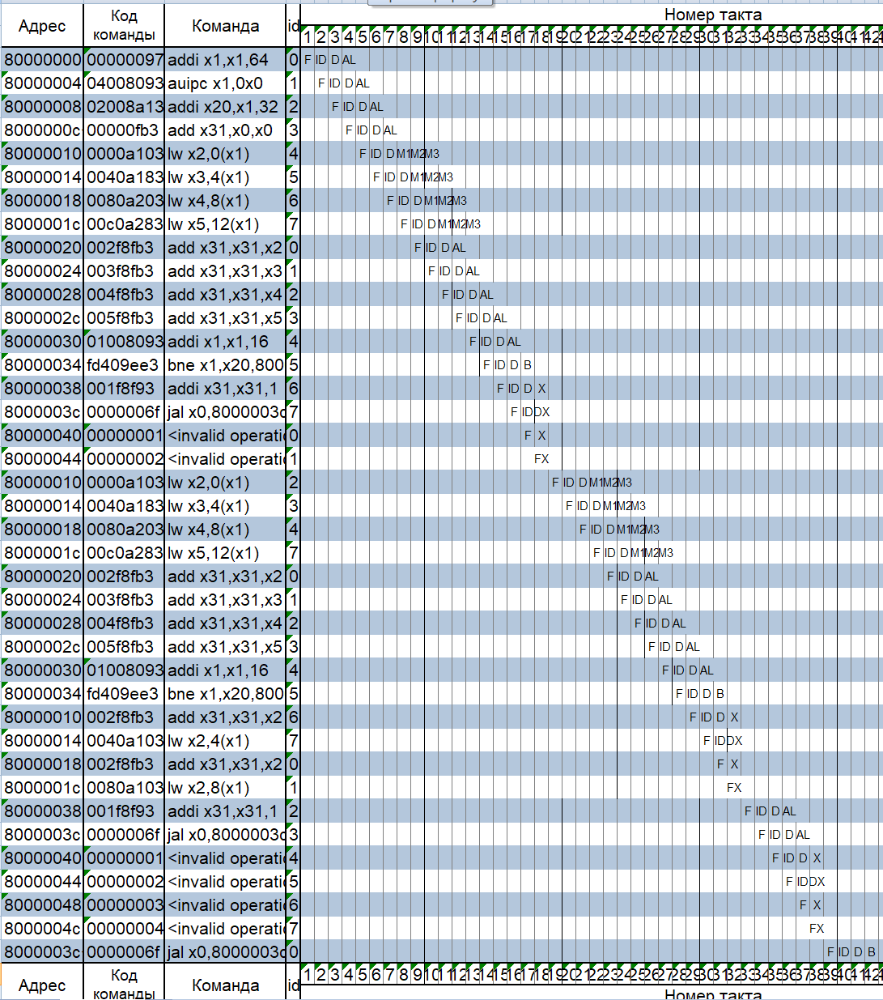 Адрес Код команды Команда id Номер такта
1 2 3 4 5 6 7 8 9 10 11 12 13 14 15 16 17 18 19 20 21 22 23 24 25 26 27 28 29 30 31 32 33 34 35 36 37 38 39 40 41 42
80000000 00000097 addi x1,x1,64 0 F ID D AL
80000004 04008093 auipc x1,0x0 1 F ID D AL
80000008 02008a13 addi x20,x1,32 2 F ID D AL
8000000c 00000fb3 add x31,x0,x0 3 F ID D AL
80000010 0000a103 lw x2,0(x1) 4 F ID D M1 M2 M3
80000014 0040a183 lw x3,4(x1) 5 F ID D M1 M2 M3
80000018 0080a203 lw x4,8(x1) 6 F ID D M1 M2 M3
8000001c 00c0a283 lw x5,12(x1) 7 F ID D M1 M2 M3
80000020 002f8fb3 add x31,x31,x2 0 F ID D AL
80000024 003f8fb3 add x31,x31,x3 1 F ID D AL
80000028 004f8fb3 add x31,x31,x4 2 F ID D AL
8000002c 005f8fb3 add x31,x31,x5 3 F ID D AL
80000030 01008093 addi x1,x1,16 4 F ID D AL
80000034 fd409ee3 bne x1,x20,800 5 F ID D B
80000038 001f8f93 addi x31,x31,1 6 F ID D X
8000003c 0000006f jal x0,8000003c 7 F ID D X
80000040 00000001 <invalid operati 0 F X
80000044 00000002 <invalid operati 1 F X
80000010 0000a103 lw x2,0(x1) 2 F ID D M1 M2 M3
80000014 0040a183 lw x3,4(x1) 3 F ID D M1 M2 M3
80000018 0080a203 lw x4,8(x1) 4 F ID D M1 M2 M3
8000001c 00c0a283 lw x5,12(x1) 7 F ID D M1 M2 M3
80000020 002f8fb3 add x31,x31,x2 0 F ID D AL
80000024 003f8fb3 add x31,x31,x3 1 F ID D AL
80000028 004f8fb3 add x31,x31,x4 2 F ID D AL
8000002c 005f8fb3 add x31,x31,x5 3 F ID D AL
80000030 01008093 addi x1,x1,16 4 F ID D AL
80000034 fd409ee3 bne x1,x20,800 5 F ID D B
80000010 002f8fb3 add x31,x31,x2 6 F ID D X
80000014 0040a103 lw x2,4(x1) 7 F ID D X
80000018 002f8fb3 add x31,x31,x2 0 F X
8000001c 0080a103 lw x2,8(x1) 1 F X
80000038 001f8f93 addi x31,x31,1 2 F ID D AL
8000003c 0000006f jal x0,8000003c 3 F ID D AL
80000040 00000001 <invalid operati 4 F ID D X
80000044 00000002 <invalid operati 5 F ID D X
80000048 00000003 <invalid operati 6 F X
8000004c 00000004 <invalid operati 7 F X
8000003c 0000006f jal x0,8000003c 0 F ID D B
1 2 3 4 5 6 7 8 9 10 11 12 13 14 15 16 17 18 19 20 21 22 23 24 25 26 27 28 29 30 31 32 33 34 35 36 37 38 39 40 41 42
Адрес Код команды Команда id Номер такта